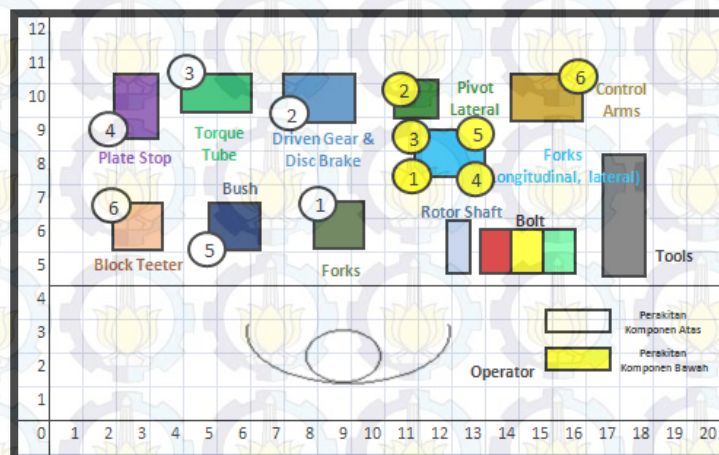 12
11
10
9
8
7
6
5
4
3
2
1
0 1 2 3 4 5 6 7 8 9 10 11 12 13 14 15 16 17 18 19 20
3
4
Plate Stop
Torque
Tube
2
Driven Gear &
Disc Brake
2
Pivot
Lateral
6
Control
Arms
3
5
1
4
Forks
ongitudinal, lateral)
6
Block Teeter
Bush
5
1
Forks
Rotor Shaft
Bolt
Tools
Perakitan
Komponen Atas
Perakitan
Komponen Bawah
Operator